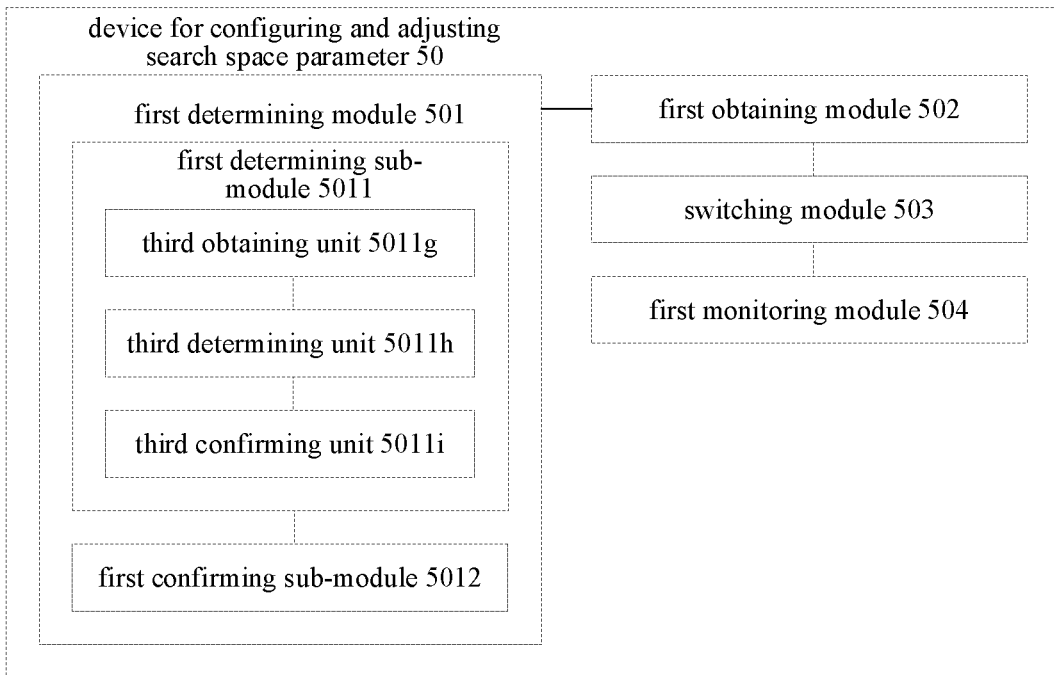 device for configuring and adjusting
search space parameter 50
first determining module 501
first determining sub-
module 5011
third obtaining unit 5011g
third determining unit 5011h
third confirming unit 5011i
first confirming sub-module 5012
first obtaining module 502
switching module 503
first monitoring module 504